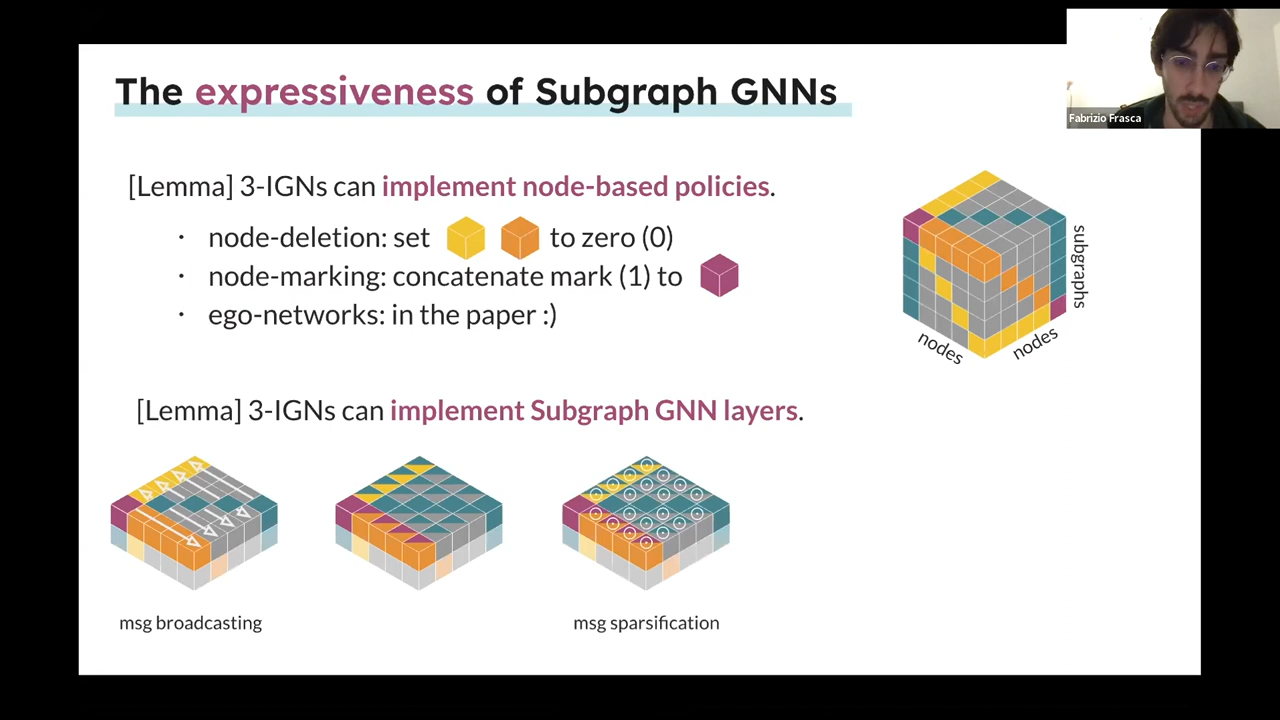 The expressiveness of Subgraph GNNs
Fabrizio Frasca
[Lemma] 3-IGNs can implement node-based policies.
· node-deletion: set to zero (0)
· node-marking: concatenate mark (1) to
· ego-networks: in the paper :)
subgraphs
nodes
nodes
[Lemma] 3-IGNs can implement Subgraph GNN layers.
msg broadcasting
msg sparsification